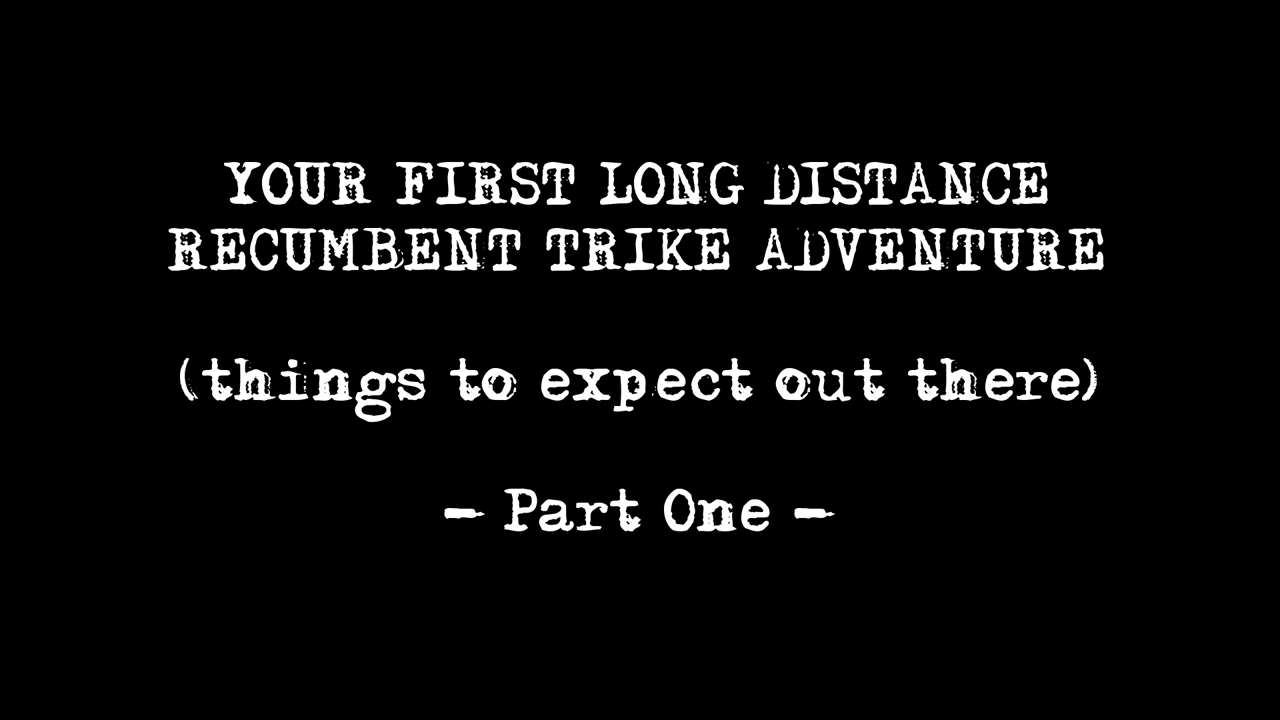 YOUR FIRST LONG DISTANCE
RECUMBENT TRIKE ADVENTURE
(things to expect out there)
- Part One -